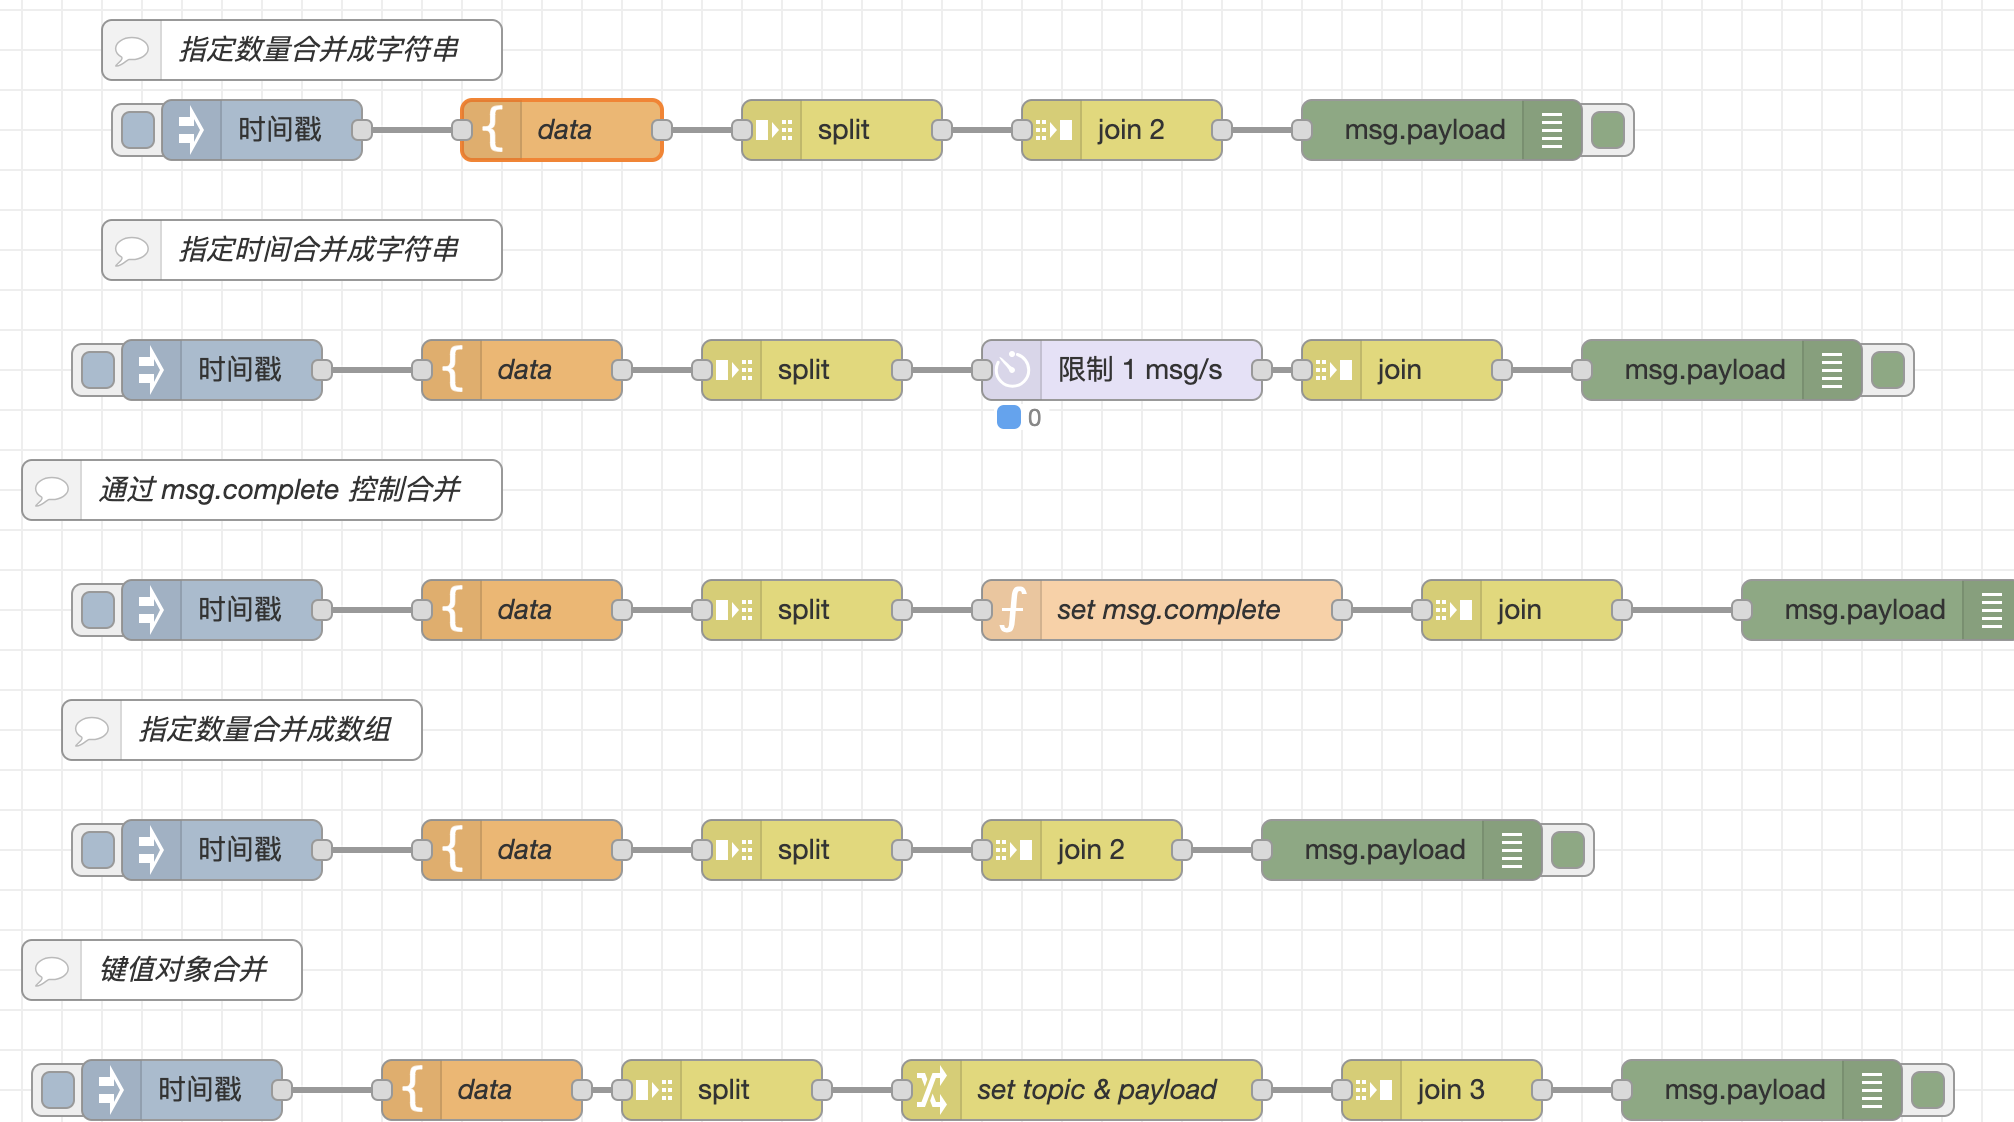 指定数量合并成字符串
时间戳 data split join 2 msg.payload
指定时间合并成字符串
时间戳 data split 限制 1 msg/s join msg.payload
0
通过 msg.complete 控制合并
时间戳 data split set msg.complete join msg.payload
指定数量合并成数组
时间戳 data split join 2 msg.payload
键值对象合并
时间戳 data split set topic & payload join 3 msg.payload